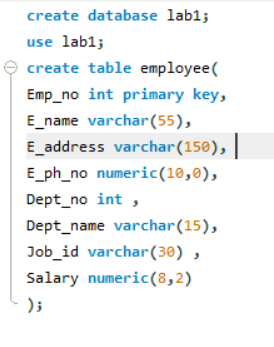 create database lab1;
use lab1;
create table employee(
Emp_no int primary key,
E_name varchar(55),
E_address varchar(150),
E_ph_no numeric(10,0),
Dept_no int ,
Dept_name varchar(15),
Job_id varchar(30) ,
Salary numeric(8,2)
);